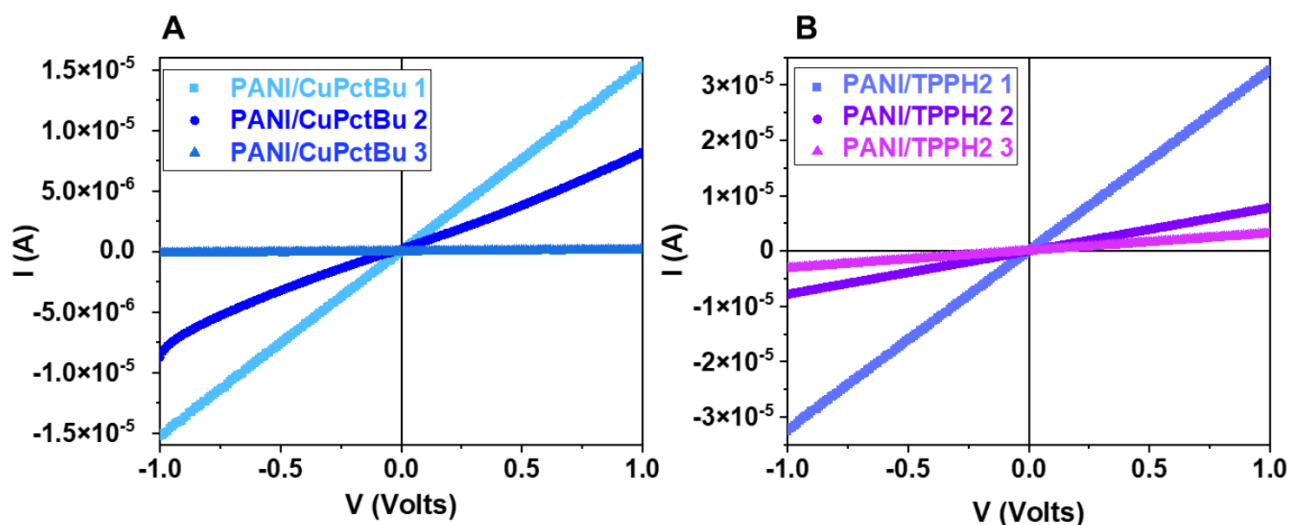 A
I (A)
1.5×10⁻⁵
1.0×10⁻⁵
5.0×10⁻⁶
0.0
-5.0×10⁻⁶
-1.0×10⁻⁵
-1.5×10⁻⁵
PANI/CuPctBu 1
PANI/CuPctBu 2
PANI/CuPctBu 3
-1.0 -0.5 0.0 0.5 1.0
V (Volts)
B
I (A)
3×10⁻⁵
2×10⁻⁵
1×10⁻⁵
0
-1×10⁻⁵
-2×10⁻⁵
-3×10⁻⁵
PANI/TPPH2 1
PANI/TPPH2 2
PANI/TPPH2 3
-1.0 -0.5 0.0 0.5 1.0
V (Volts)